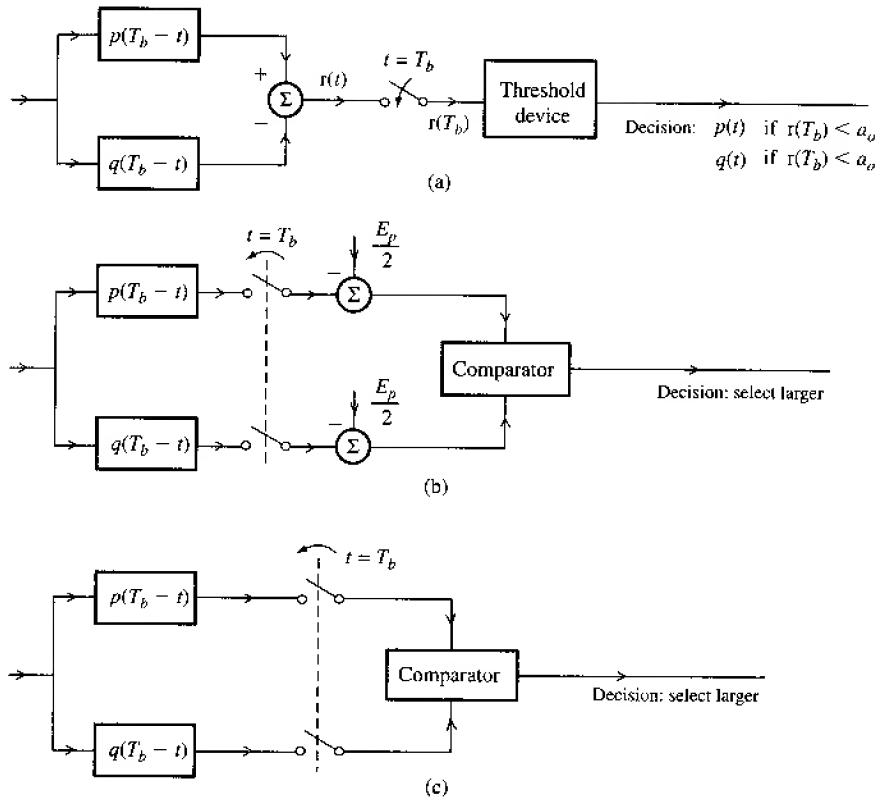 p(T_b − t)
+
Σ
−
r(t)
t = T_b
r(T_b)
Threshold
device
q(T_b − t)
Decision: p(t) if r(T_b) < a_o
q(t) if r(T_b) < a_o
(a)
t = T_b
p(T_b − t)
−
E_p
2
Σ
Comparator
Decision: select larger
q(T_b − t)
−
E_p
2
Σ
(b)
t = T_b
p(T_b − t)
Comparator
Decision: select larger
q(T_b − t)
(c)